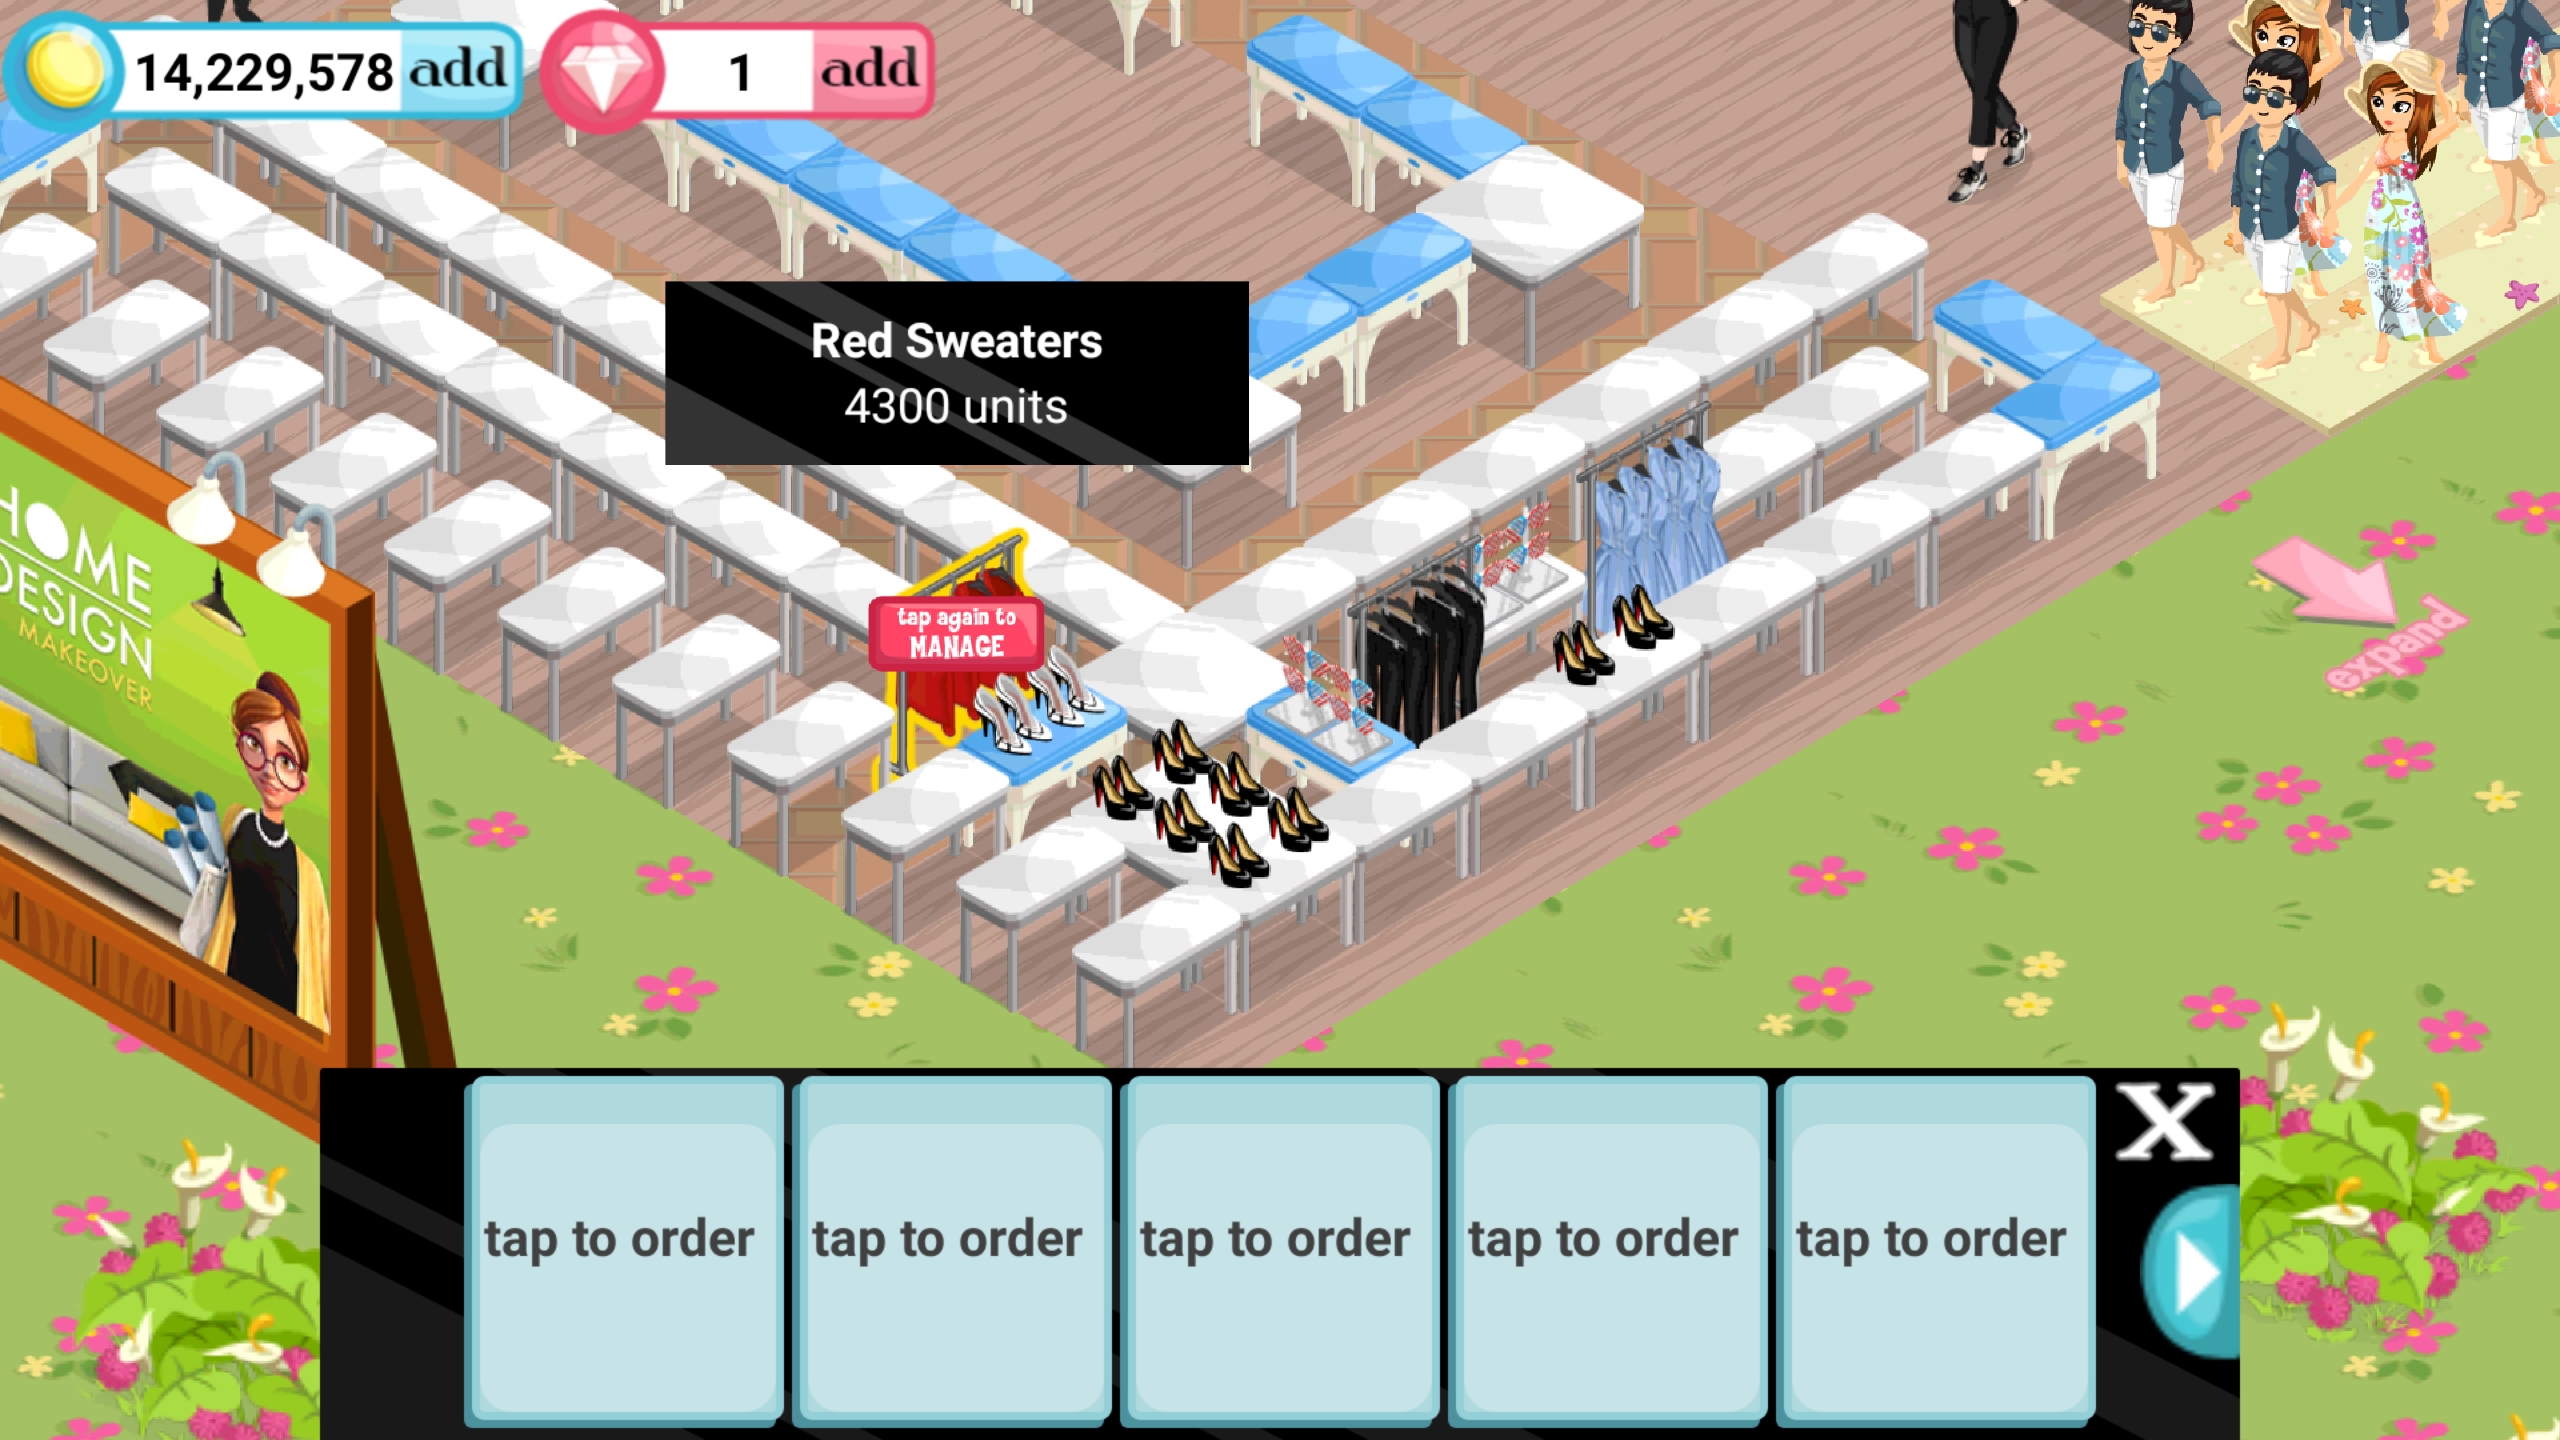 14,229,578 add
1 add
Red Sweaters
4300 units
HOME
DESIGN
MAKEOVER
tap again to
MANAGE
expand
X
tap to order
tap to order
tap to order
tap to order
tap to order